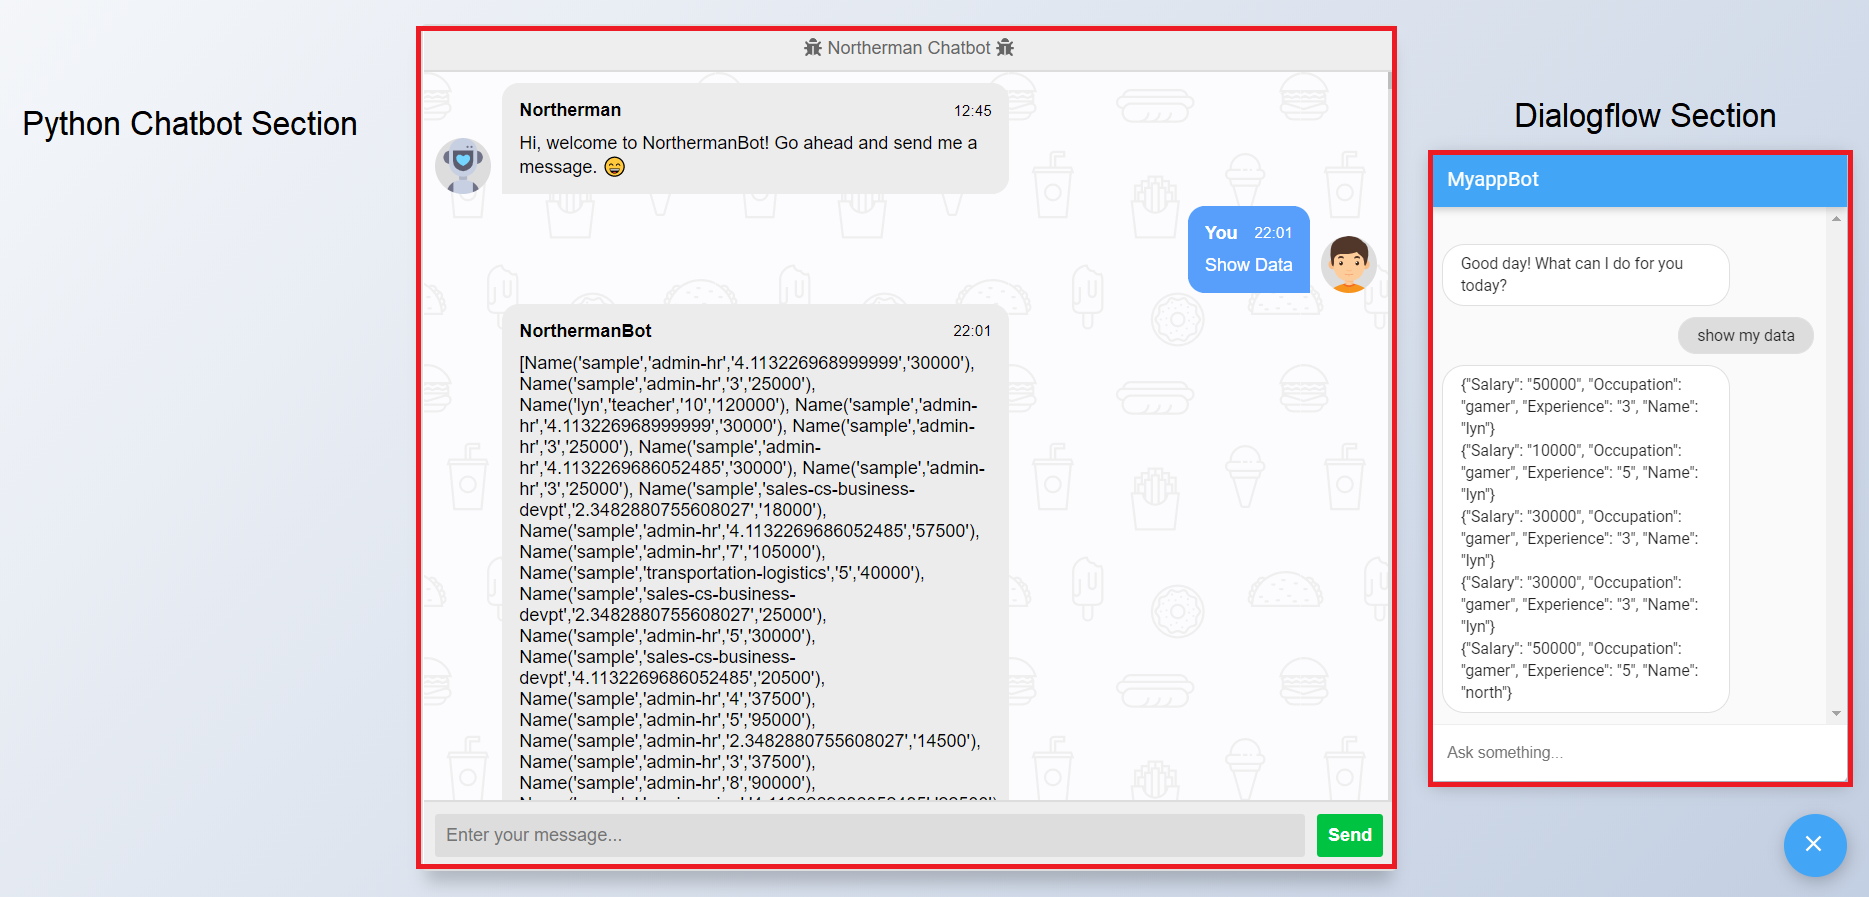 Python Chatbot Section
Northerman Chatbot
Northerman 12:45
Hi, welcome to NorthermanBot! Go ahead and send me a
message. 😄
You 22:01
Show Data
NorthermanBot 22:01
[Name('sample','admin-hr','4.113226968999999','30000'),
Name('sample','admin-hr','3','25000'),
Name('lyn','teacher','10','120000'), Name('sample','admin-
hr','4.113226968999999','30000'), Name('sample','admin-
hr','3','25000'), Name('sample','admin-
hr','4.1132269686052485','30000'), Name('sample','admin-
hr','3','25000'), Name('sample','sales-cs-business-
devpt','2.3482880755608027','18000'),
Name('sample','admin-hr','4.1132269686052485','57500'),
Name('sample','admin-hr','7','105000'),
Name('sample','transportation-logistics','5','40000'),
Name('sample','sales-cs-business-
devpt','2.3482880755608027','25000'),
Name('sample','admin-hr','5','30000'),
Name('sample','sales-cs-business-
devpt','4.1132269686052485','20500'),
Name('sample','admin-hr','4','37500'),
Name('sample','admin-hr','5','95000'),
Name('sample','admin-hr','2.3482880755608027','14500'),
Name('sample','admin-hr','3','37500'),
Name('sample','admin-hr','8','90000'),
Enter your message...
Send
Dialogflow Section
MyappBot
Good day! What can I do for you
today?
show my data
{"Salary": "50000", "Occupation":
"gamer", "Experience": "3", "Name":
"lyn"}
{"Salary": "10000", "Occupation":
"gamer", "Experience": "5", "Name":
"lyn"}
{"Salary": "30000", "Occupation":
"gamer", "Experience": "3", "Name":
"lyn"}
{"Salary": "30000", "Occupation":
"gamer", "Experience": "3", "Name":
"lyn"}
{"Salary": "50000", "Occupation":
"gamer", "Experience": "5", "Name":
"north"}
Ask something...